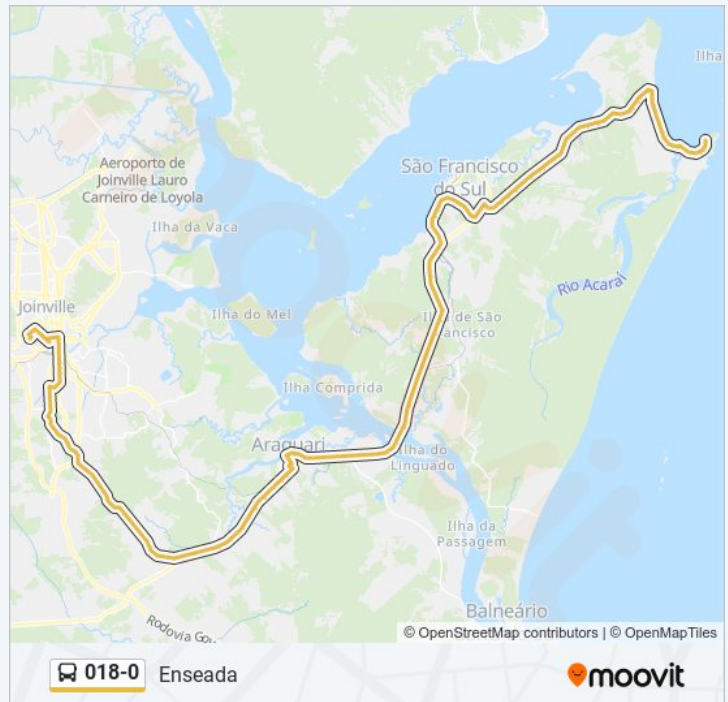 Ilha
Aeroporto de
Joinville Lauro
Carneiro de Loyola
São Francisco
do Sul
Ilha da Vaca
Rio Acaraí
Joinville
Ilha do Mel
Ilha de São
Francisco
Ilha Comprida
Araquari
Ilha do
Linguado
Ilha da
Passagem
Balneário
Rodovia Gov
© OpenStreetMap contributors | © OpenMapTiles
018-0 Enseada
moovit